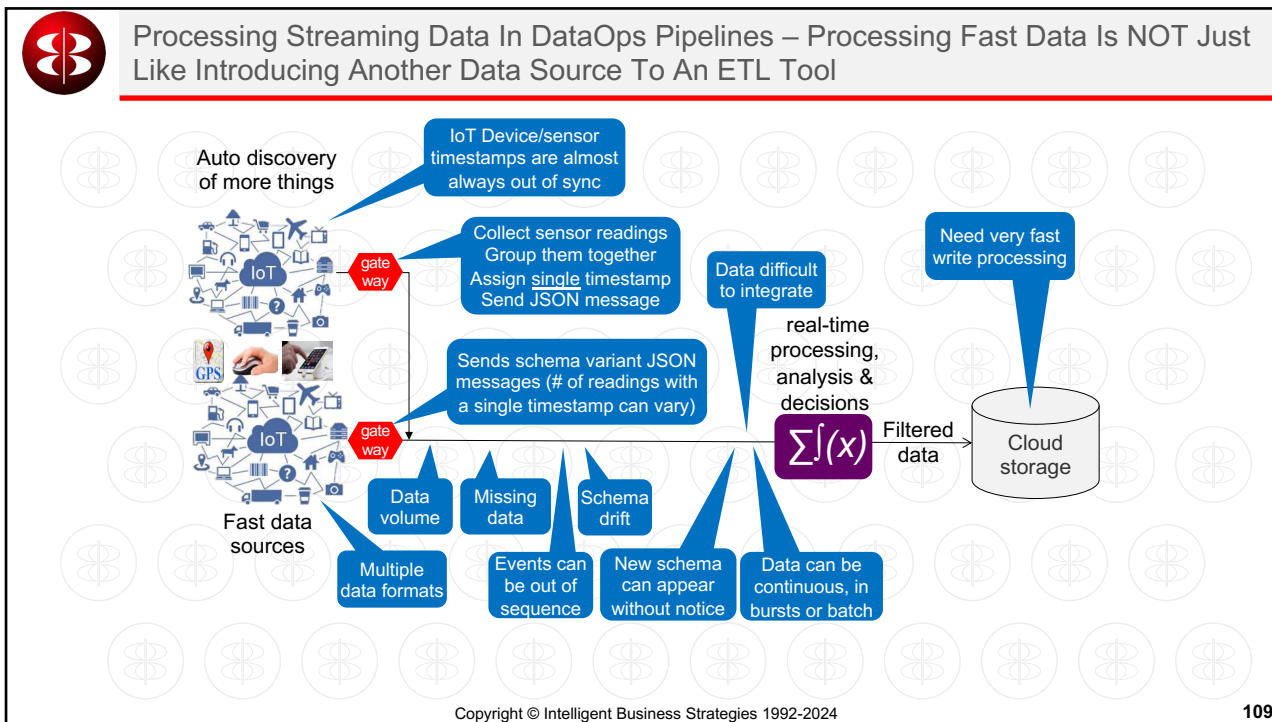 Processing Streaming Data In DataOps Pipelines – Processing Fast Data Is NOT Just
Like Introducing Another Data Source To An ETL Tool
Auto discovery
of more things
IoT Device/sensor
timestamps are almost
always out of sync
IoT
gate
way
Collect sensor readings
Group them together
Assign single timestamp
Send JSON message
Data difficult
to integrate
Need very fast
write processing
GPS
Sends schema variant JSON
messages (# of readings with
a single timestamp can vary)
real-time
processing,
analysis &
decisions
IoT
gate
way
∑∫(x)
Filtered
data
Cloud
storage
Fast data
sources
Data
volume
Missing
data
Schema
drift
Multiple
data formats
Events can
be out of
sequence
New schema
can appear
without notice
Data can be
continuous, in
bursts or batch
Copyright © Intelligent Business Strategies 1992-2024
109